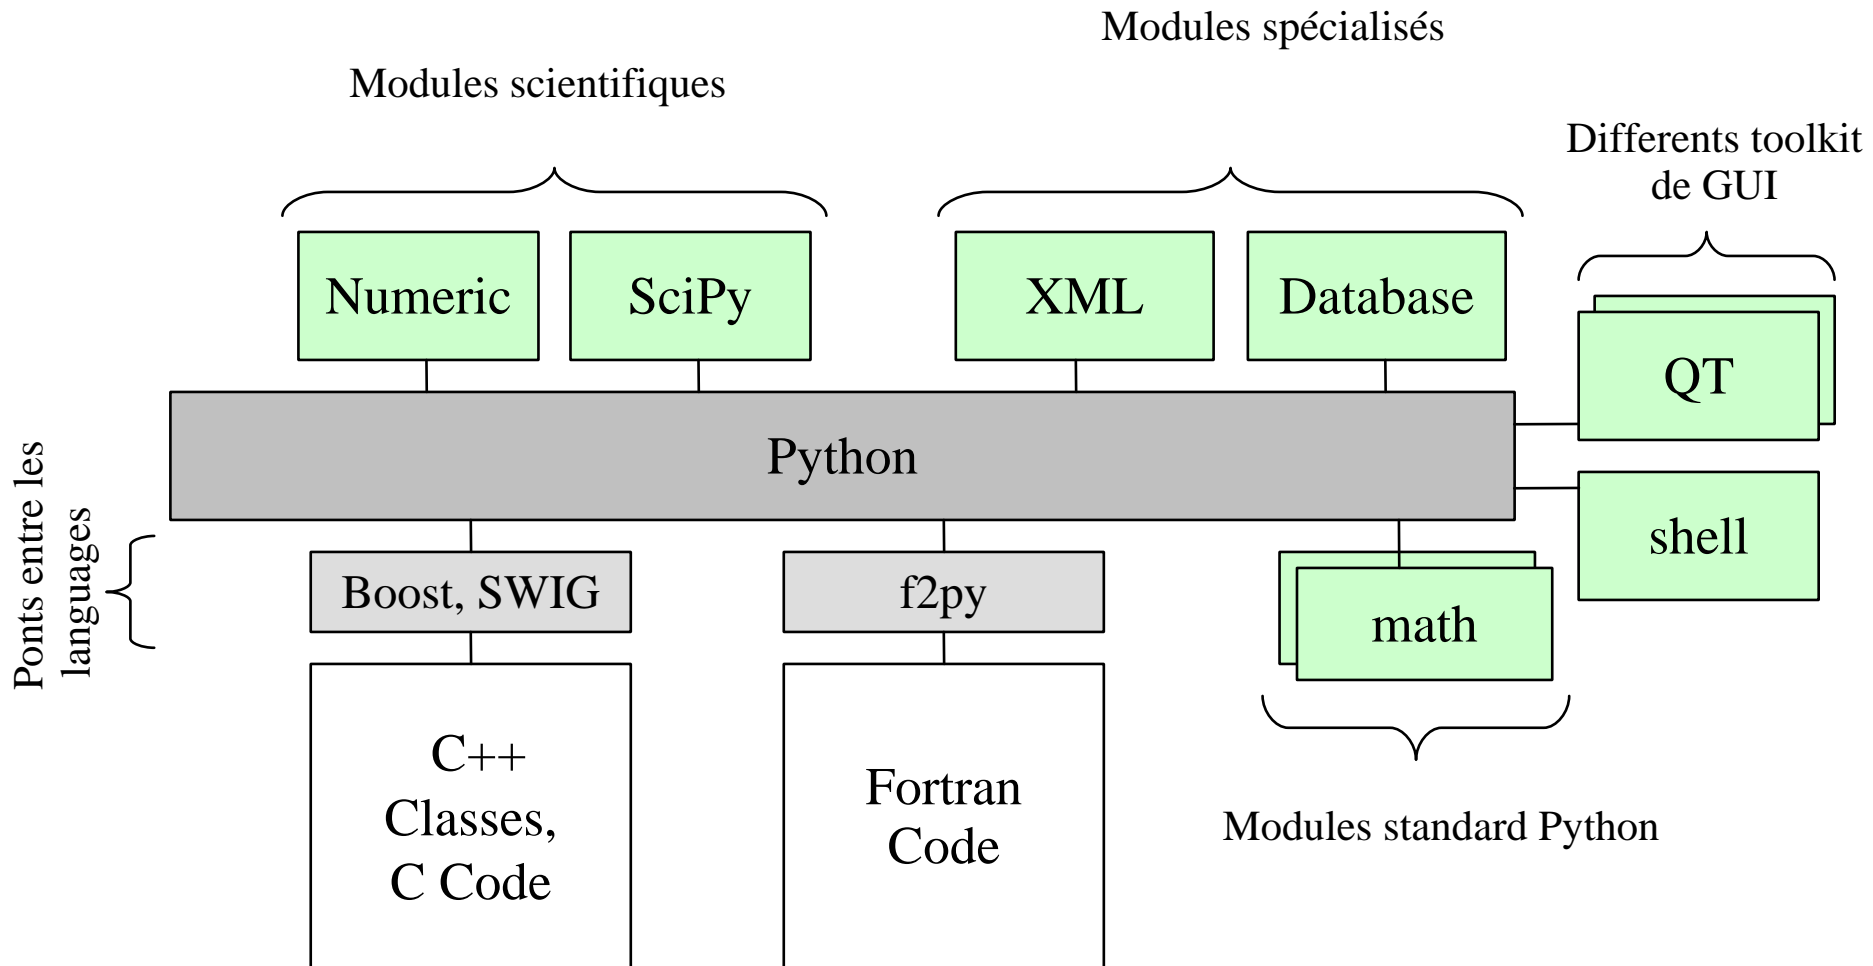 Modules spécialisés
Modules scientifiques
Differents toolkit
de GUI
Numeric
SciPy
XML
Database
QT
Python
shell
Ponts entre les
languages
Boost, SWIG
f2py
math
C++
Classes,
C Code
Fortran
Code
Modules standard Python